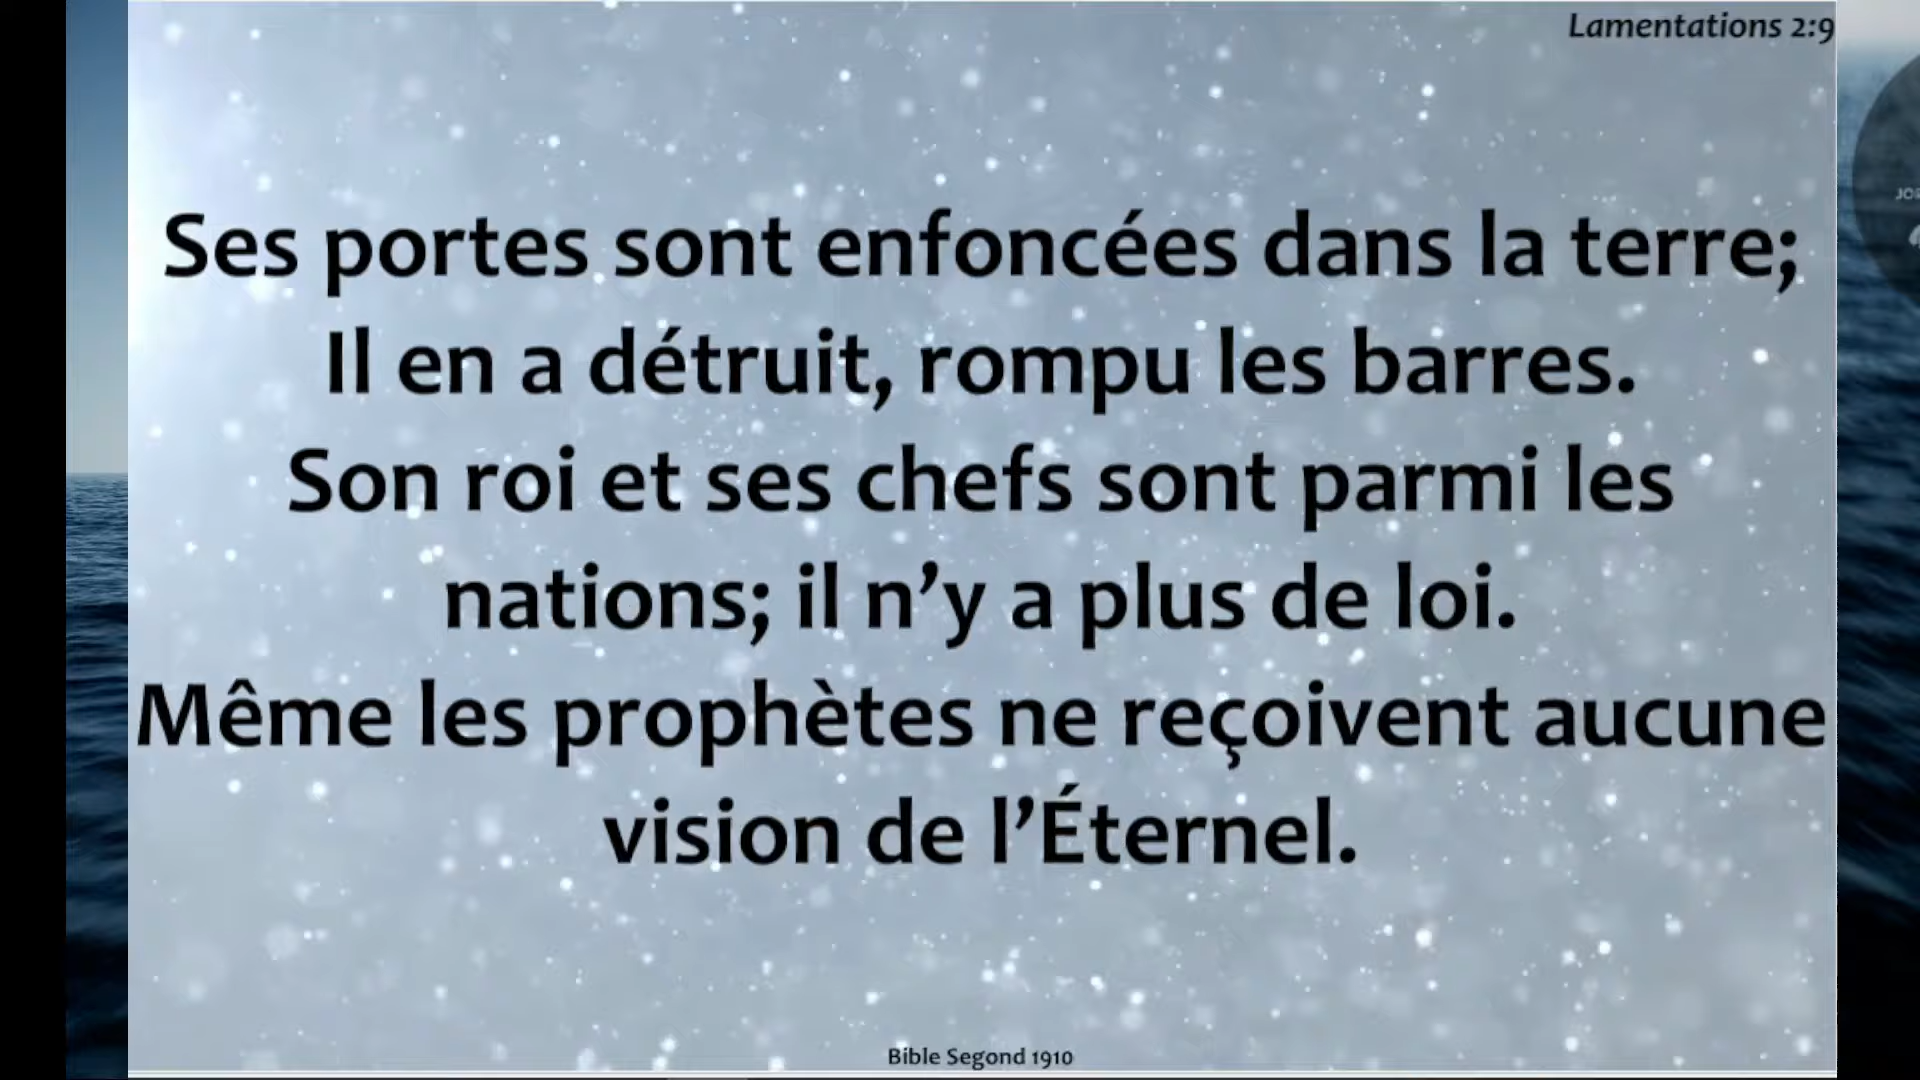 Lamentations 2:9
Ses portes sont enfoncées dans la terre;
Il en a détruit, rompu les barres.
Son roi et ses chefs sont parmi les
nations; il n’y a plus de loi.
Même les prophètes ne reçoivent aucune
vision de l’Éternel.
Bible Segond 1910